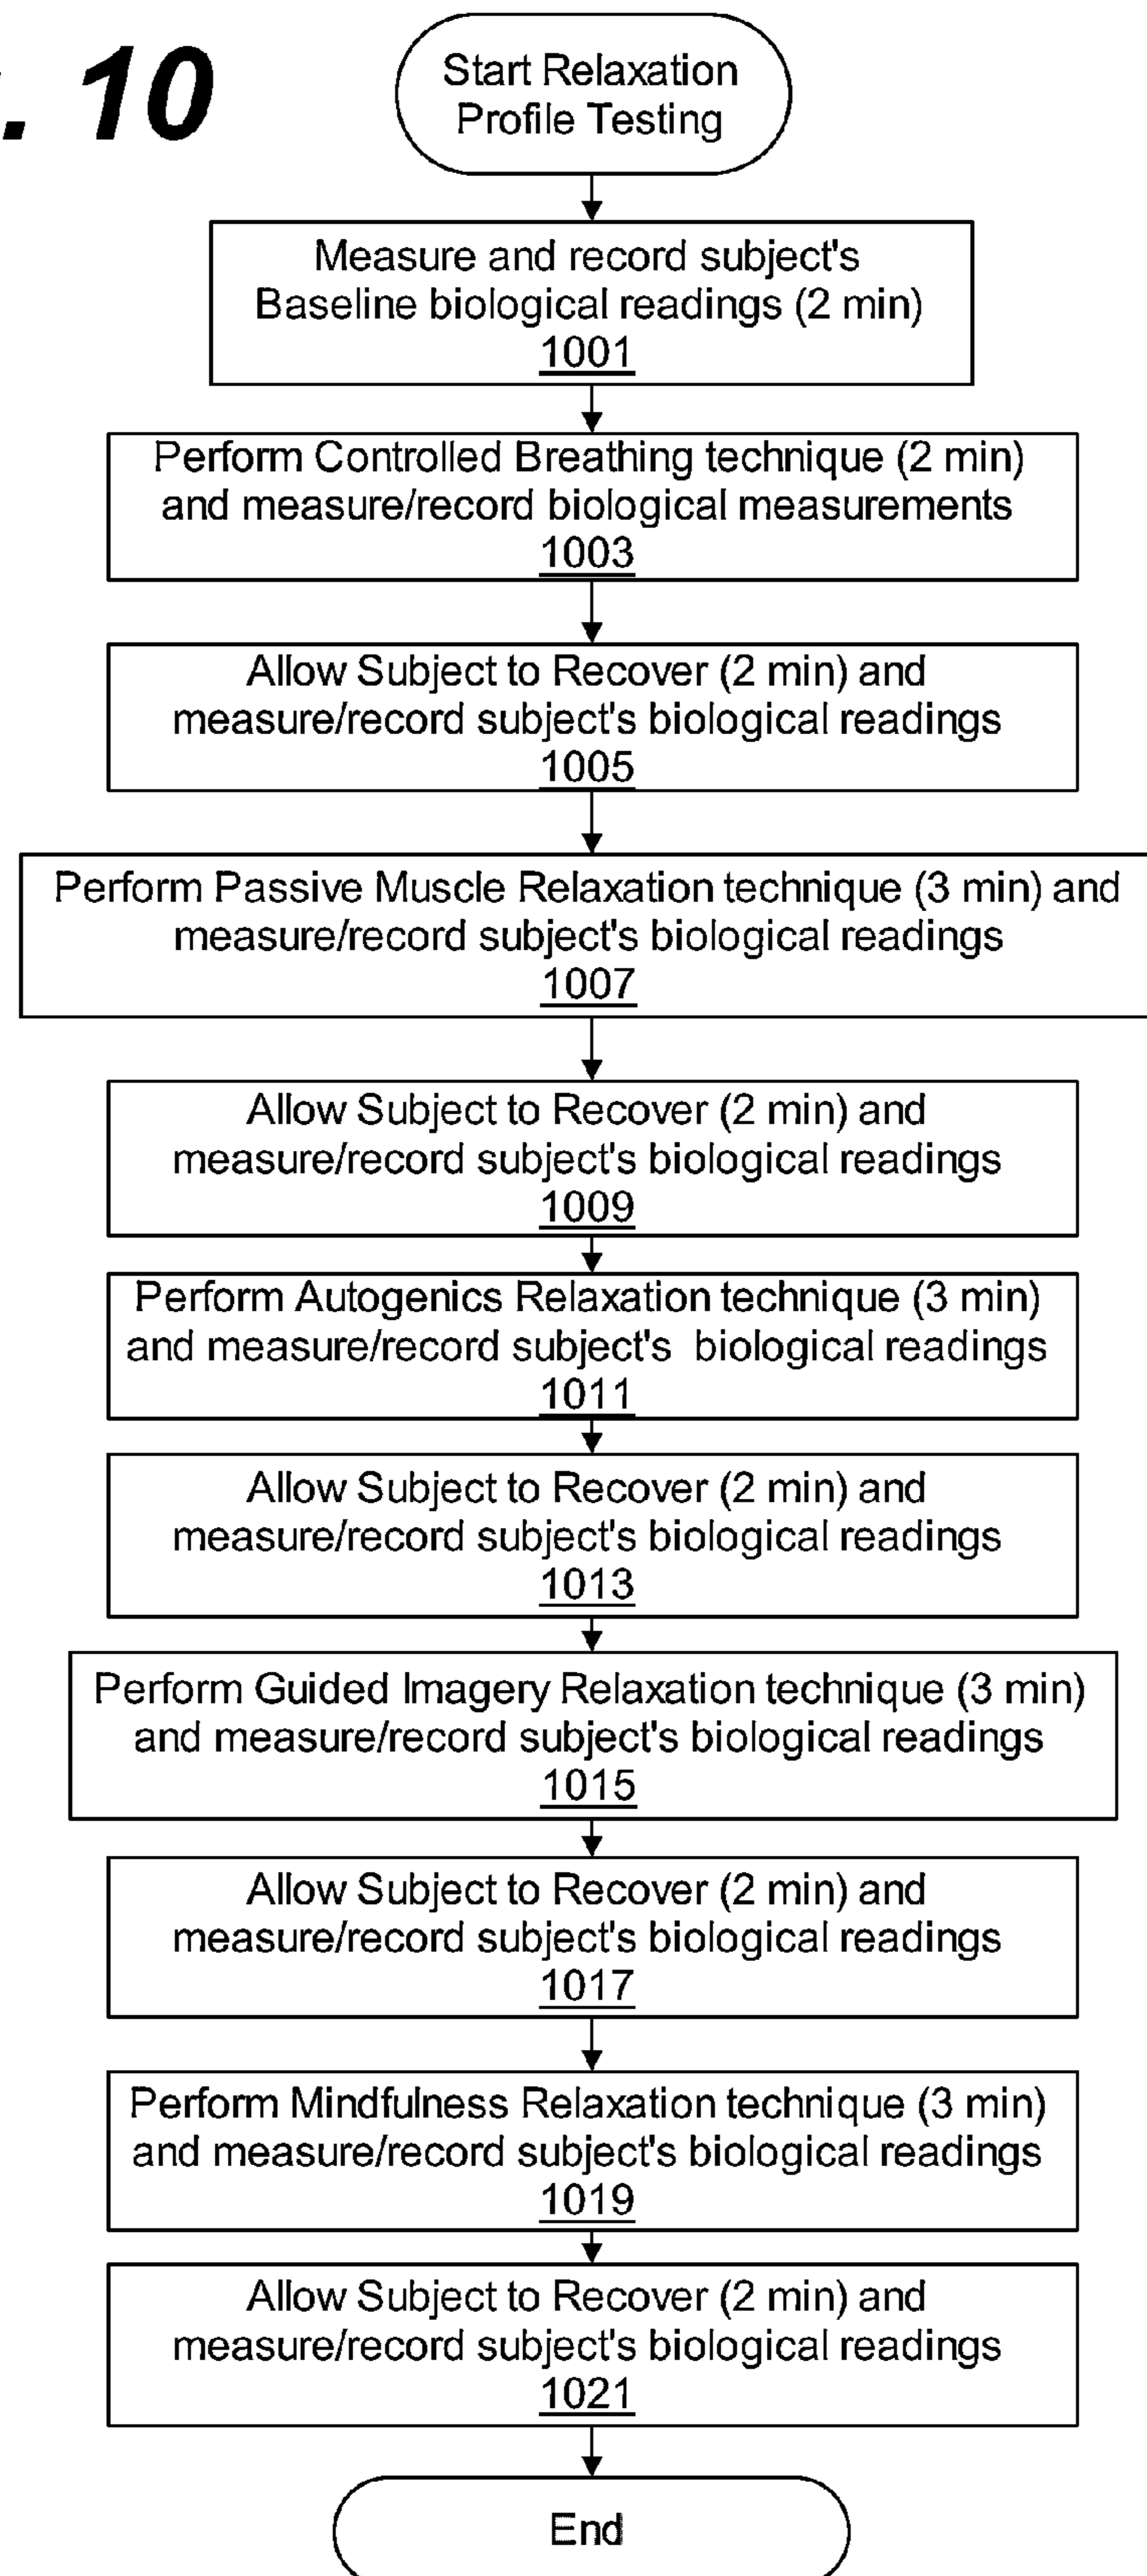 . 10
Start Relaxation
Profile Testing
Measure and record subject's
Baseline biological readings (2 min)
1001
Perform Controlled Breathing technique (2 min)
and measure/record biological measurements
1003
Allow Subject to Recover (2 min) and
measure/record subject's biological readings
1005
Perform Passive Muscle Relaxation technique (3 min) and
measure/record subject's biological readings
1007
Allow Subject to Recover (2 min) and
measure/record subject's biological readings
1009
Perform Autogenics Relaxation technique (3 min)
and measure/record subject's biological readings
1011
Allow Subject to Recover (2 min) and
measure/record subject's biological readings
1013
Perform Guided Imagery Relaxation technique (3 min)
and measure/record subject's biological readings
1015
Allow Subject to Recover (2 min) and
measure/record subject's biological readings
1017
Perform Mindfulness Relaxation technique (3 min)
and measure/record subject's biological readings
1019
Allow Subject to Recover (2 min) and
measure/record subject's biological readings
1021
End